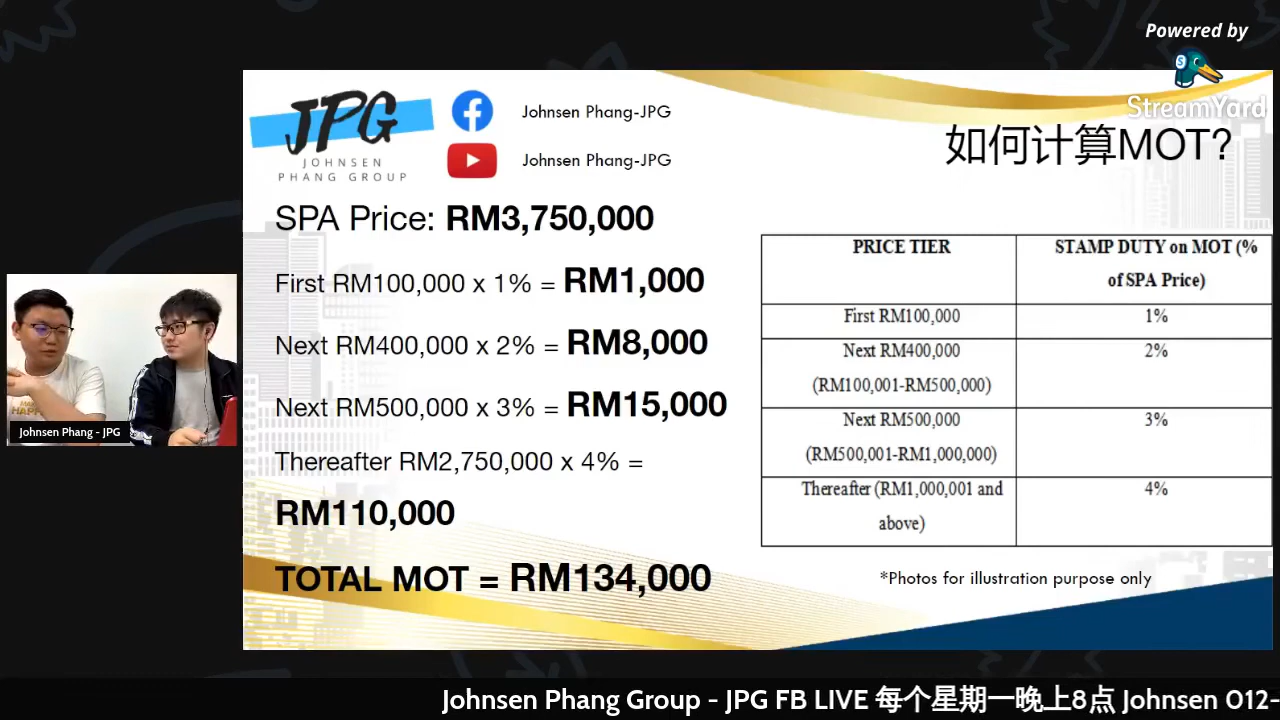 Powered by
StreamYard
JPG
JOHNSEN
PHANG GROUP
Johnsen Phang-JPG
Johnsen Phang-JPG
如何计算MOT?
SPA Price: RM3,750,000
First RM100,000 x 1% = RM1,000
Next RM400,000 x 2% = RM8,000
Next RM500,000 x 3% = RM15,000
Thereafter RM2,750,000 x 4% =
RM110,000
TOTAL MOT = RM134,000
PRICE TIER
STAMP DUTY on MOT (%
of SPA Price)
First RM100,000
1%
Next RM400,000
(RM100,001-RM500,000)
2%
Next RM500,000
(RM500,001-RM1,000,000)
3%
Thereafter (RM1,000,001 and
above)
4%
*Photos for illustration purpose only
Johnsen Phang - JPG
Johnsen Phang Group - JPG FB LIVE 每个星期一晚上8点 Johnsen 012-